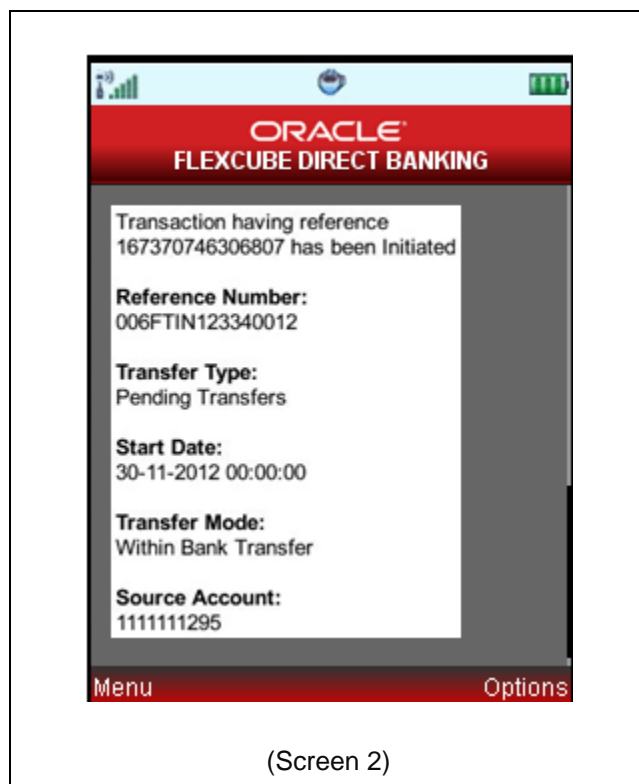 ORACLE
FLEXCUBE DIRECT BANKING
Transaction having reference
167370746306807 has been Initiated
Reference Number:
006FTIN123340012
Transfer Type:
Pending Transfers
Start Date:
30-11-2012 00:00:00
Transfer Mode:
Within Bank Transfer
Source Account:
1111111295
Menu Options
(Screen 2)